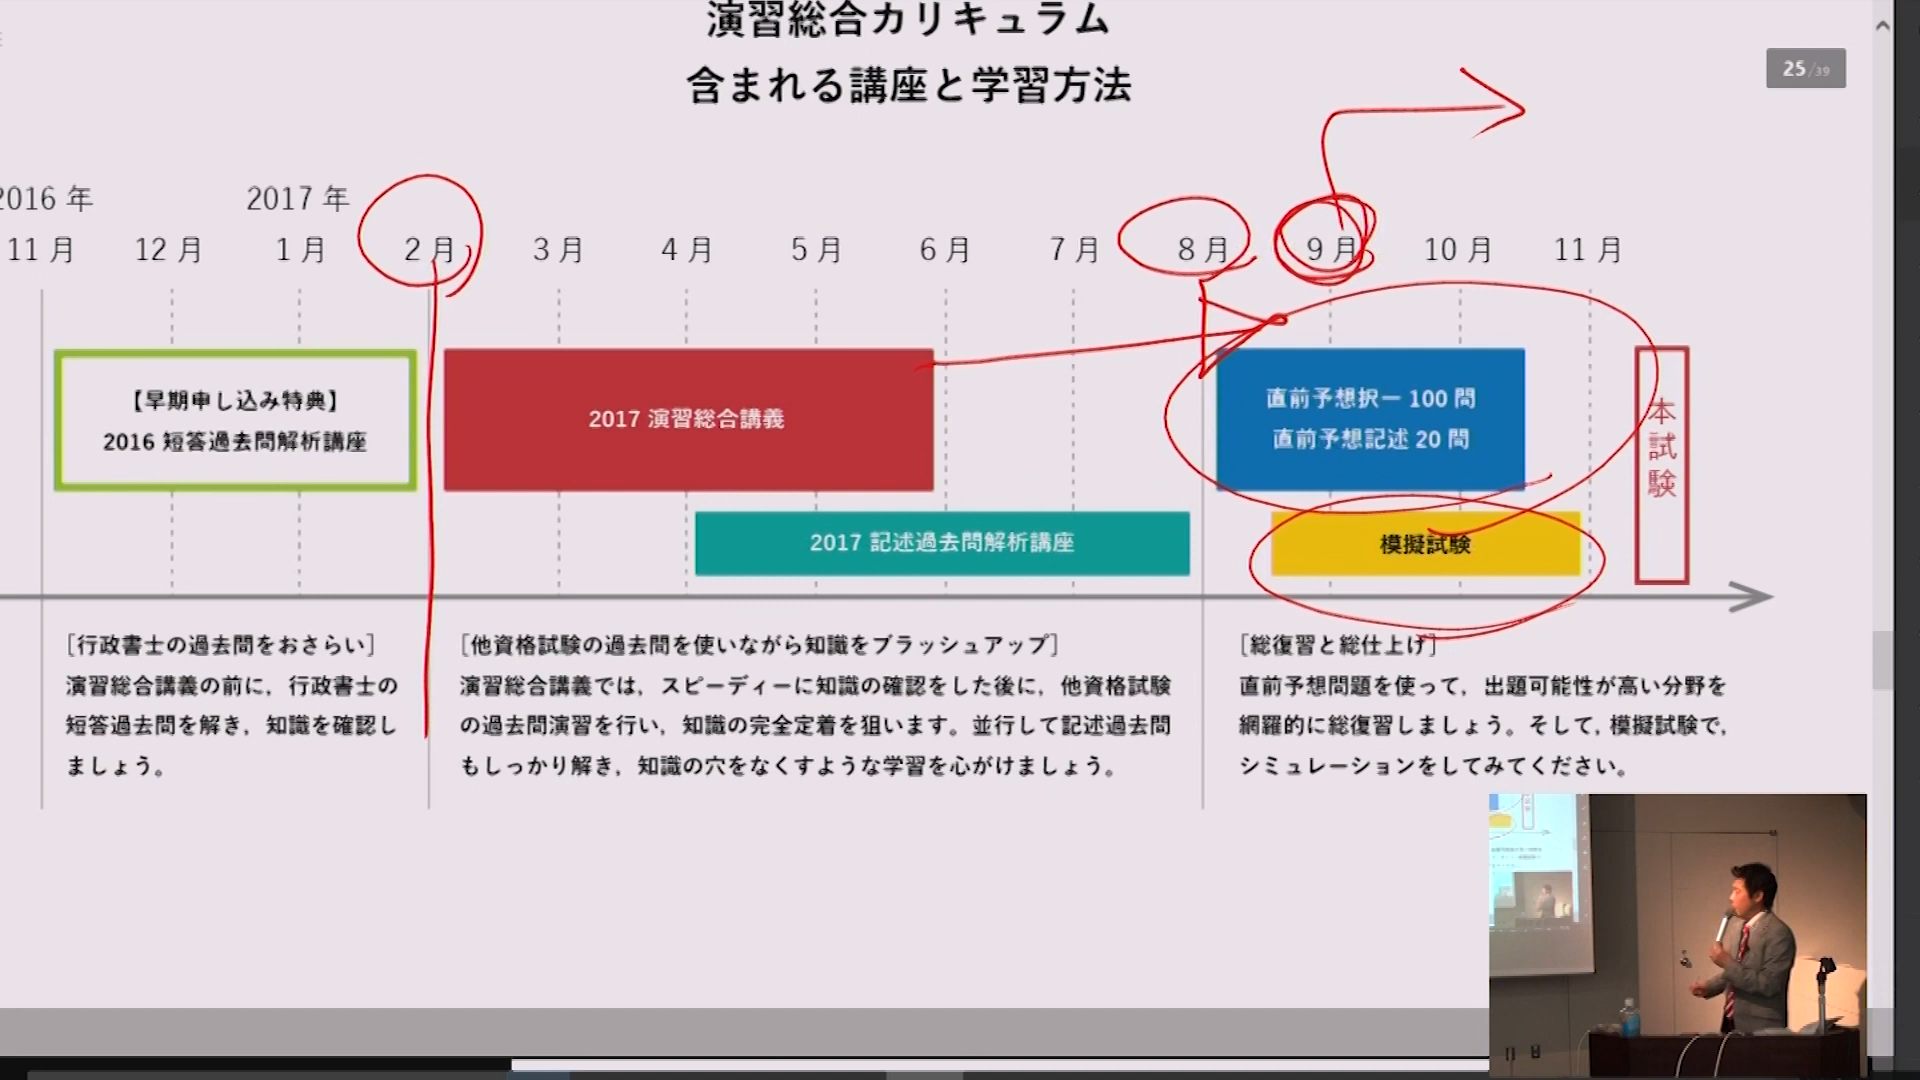 演習総合カリキュラム
含まれる講座と学習方法
25/39
2016 年
2017 年
11 月
12 月
1 月
2 月
3 月
4 月
5 月
6 月
7 月
8 月
9 月
10 月
11 月
【早期申し込み特典】
2016 短答過去問解析講座
2017 演習総合講義
直前予想択一 100 問
直前予想記述 20 問
本試験
2017 記述過去問解析講座
模擬試験
[行政書士の過去問をおさらい]
演習総合講義の前に，行政書士の
短答過去問を解き，知識を確認し
ましょう。
[他資格試験の過去問を使いながら知識をブラッシュアップ]
演習総合講義では，スピーディーに知識の確認をした後に，他資格試験
の過去問演習を行い，知識の完全定着を狙います。並行して記述過去問
もしっかり解き，知識の穴をなくすような学習を心がけましょう。
[総復習と総仕上げ]
直前予想問題を使って，出題可能性が高い分野を
網羅的に総復習しましょう。そして，模擬試験で，
シミュレーションをしてみてください。